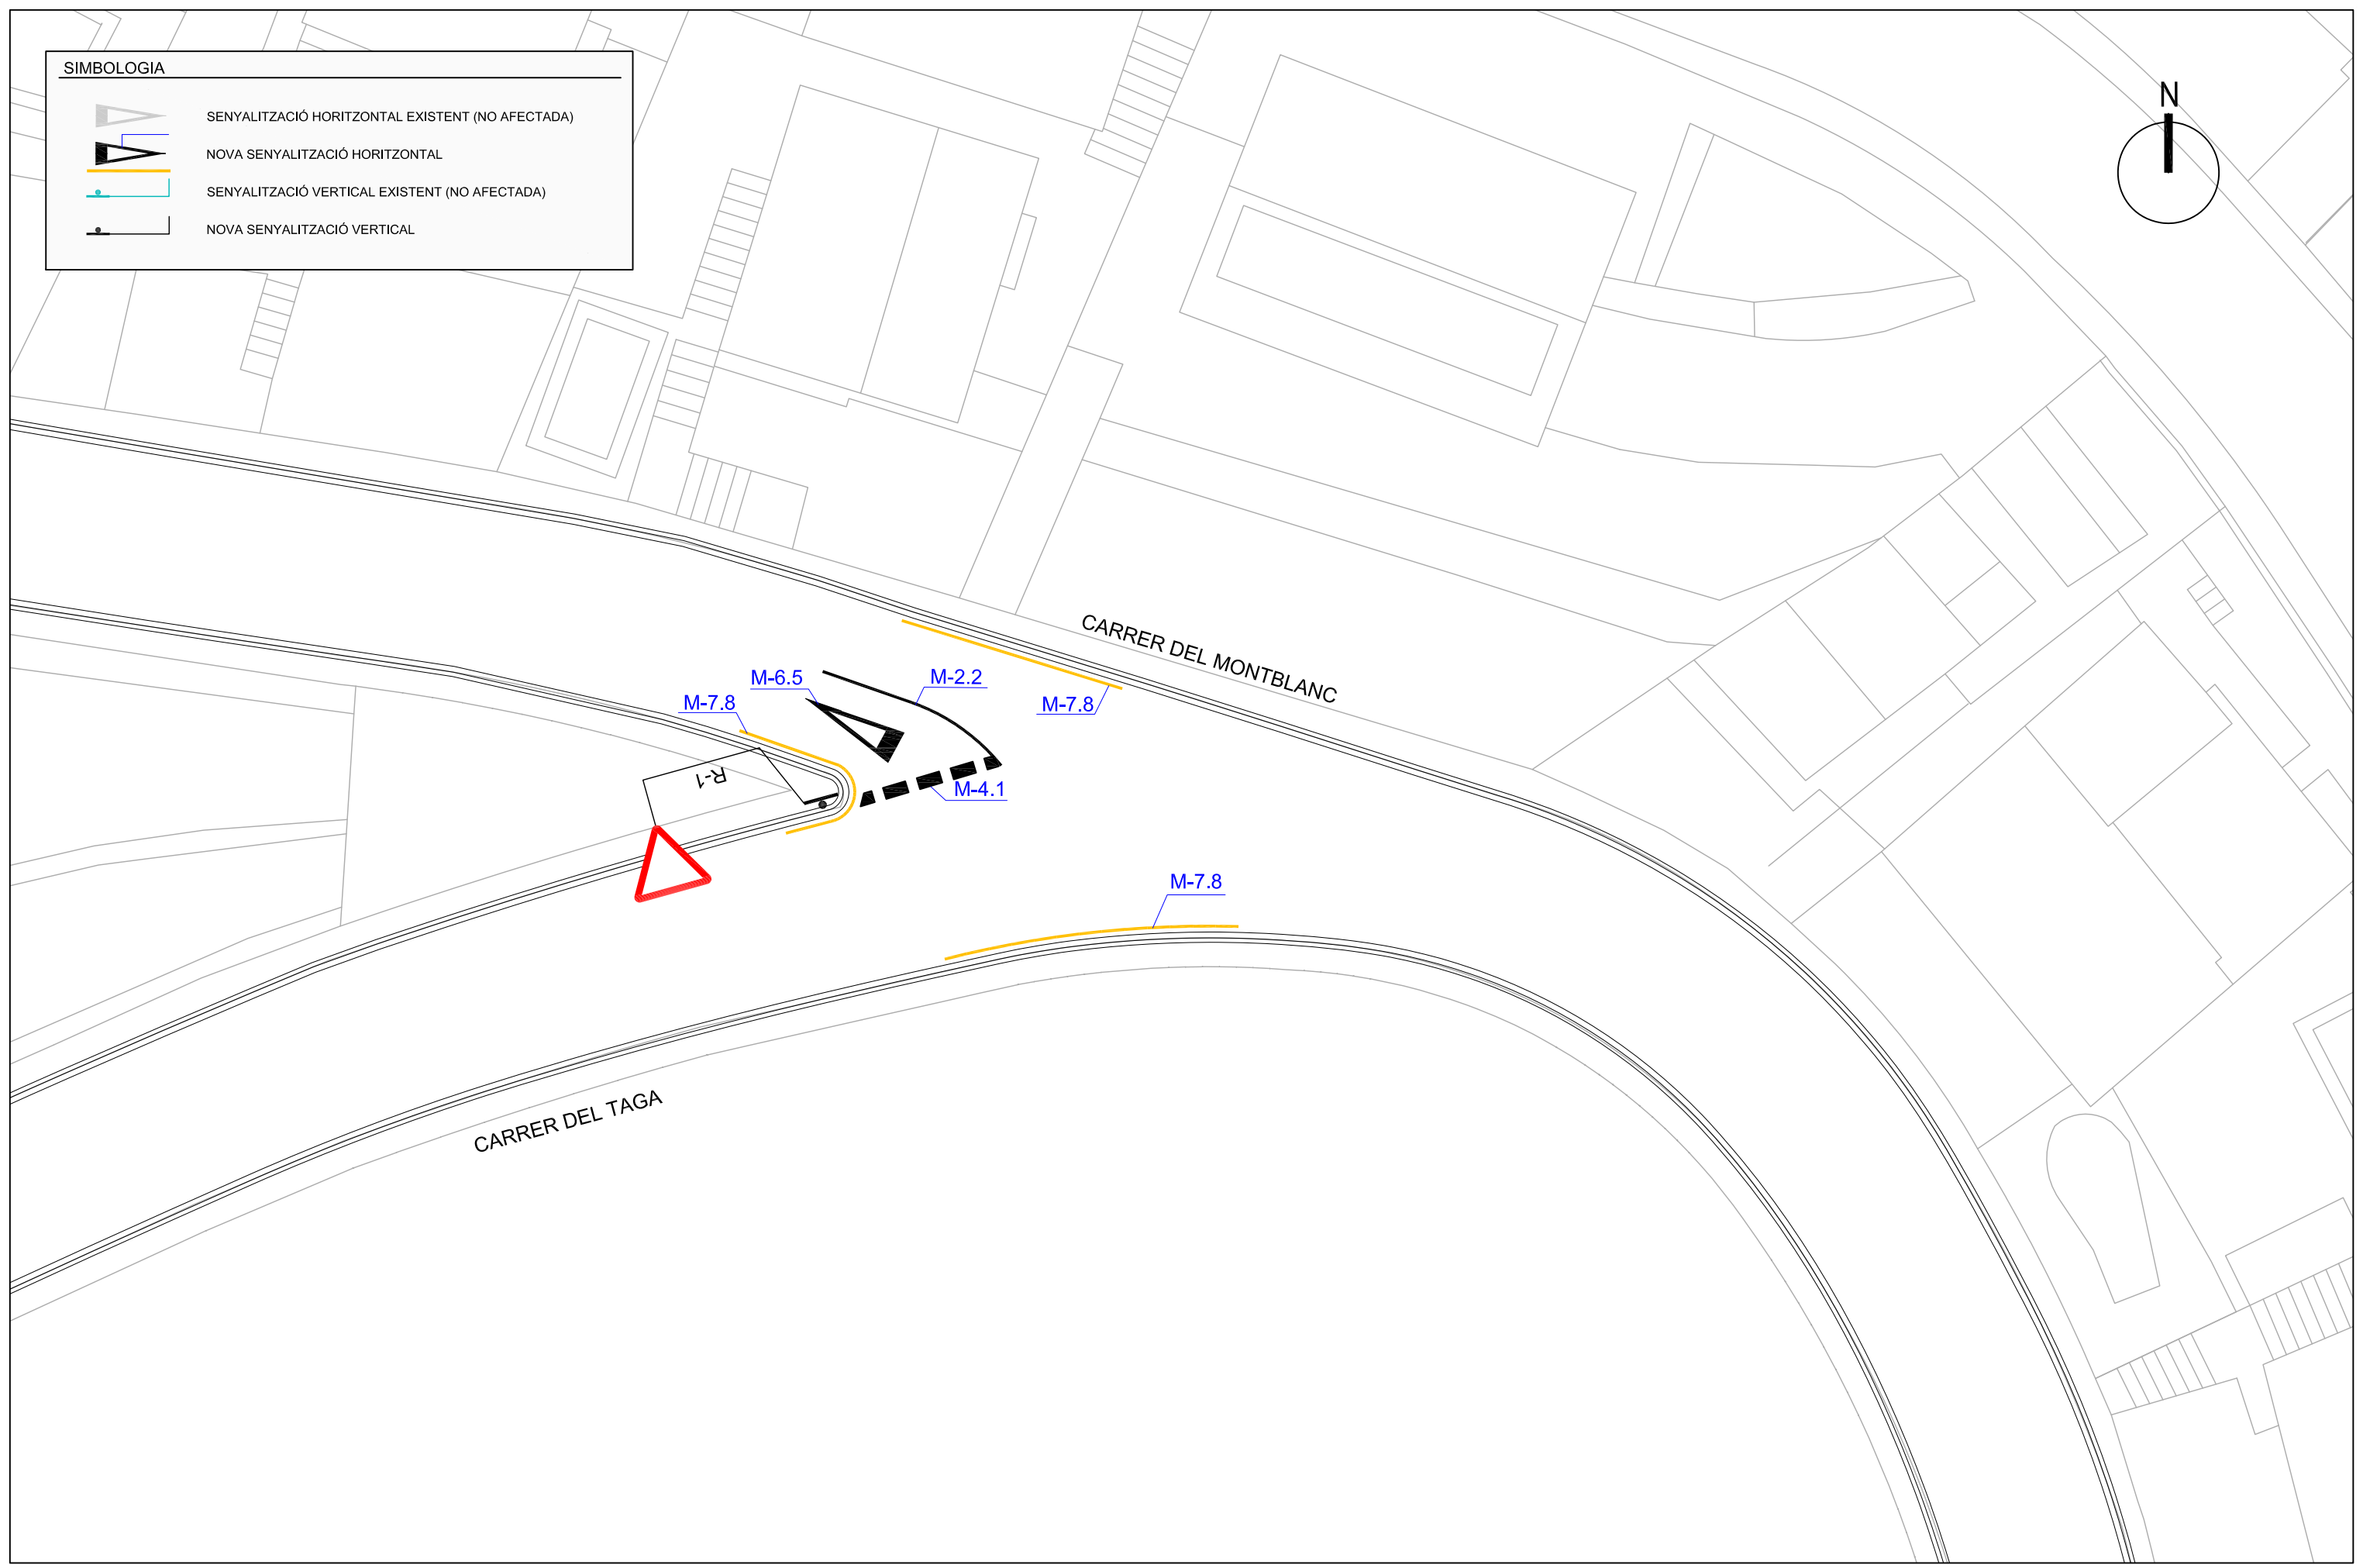 SIMBOLOGIA
SENYALITZACIÓ HORITZONTAL EXISTENT (NO AFECTADA)
NOVA SENYALITZACIÓ HORITZONTAL
SENYALITZACIÓ VERTICAL EXISTENT (NO AFECTADA)
NOVA SENYALITZACIÓ VERTICAL
N
CARRER DEL MONTBLANC
M-6.5
M-2.2
M-7.8
M-7.8
R-1
M-4.1
M-7.8
CARRER DEL TAGA